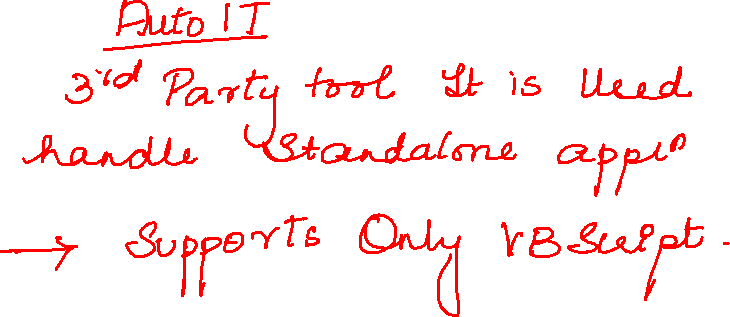 Auto IT
3rd Party tool It is Used
handle Standalone appln
→ Supports Only VBScript.